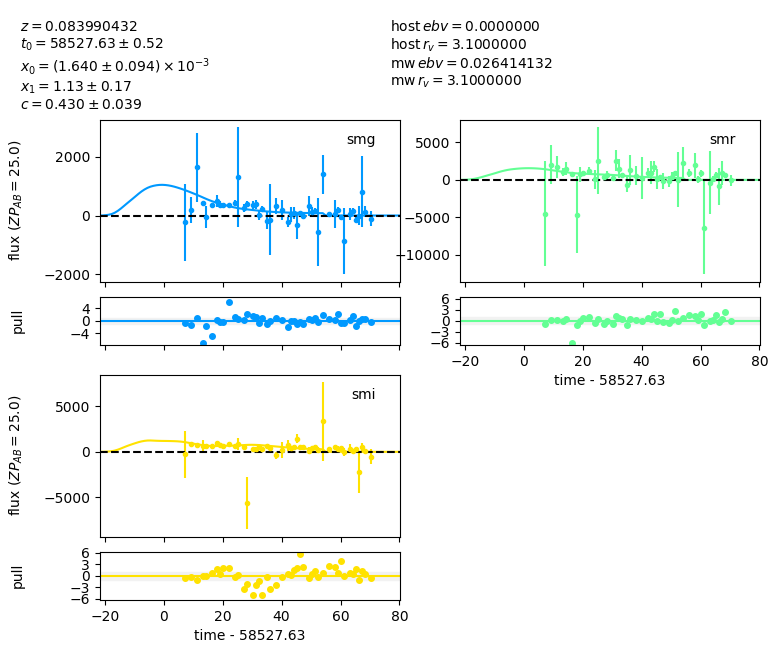 z = 0.083990432
t₀ = 58527.63 ± 0.52
x₀ = (1.640 ± 0.094) × 10⁻³
x₁ = 1.13 ± 0.17
c = 0.430 ± 0.039
host ebv = 0.0000000
host r_v = 3.1000000
mw ebv = 0.026414132
mw r_v = 3.1000000
smg
flux (ZP_AB = 25.0)
2000
0
−2000
pull
4
0
−4
smr
5000
0
−5000
−10000
6
3
0
−3
−6
−20 0 20 40 60 80
time - 58527.63
smi
flux (ZP_AB = 25.0)
5000
0
−5000
pull
6
3
0
−3
−6
−20 0 20 40 60 80
time - 58527.63